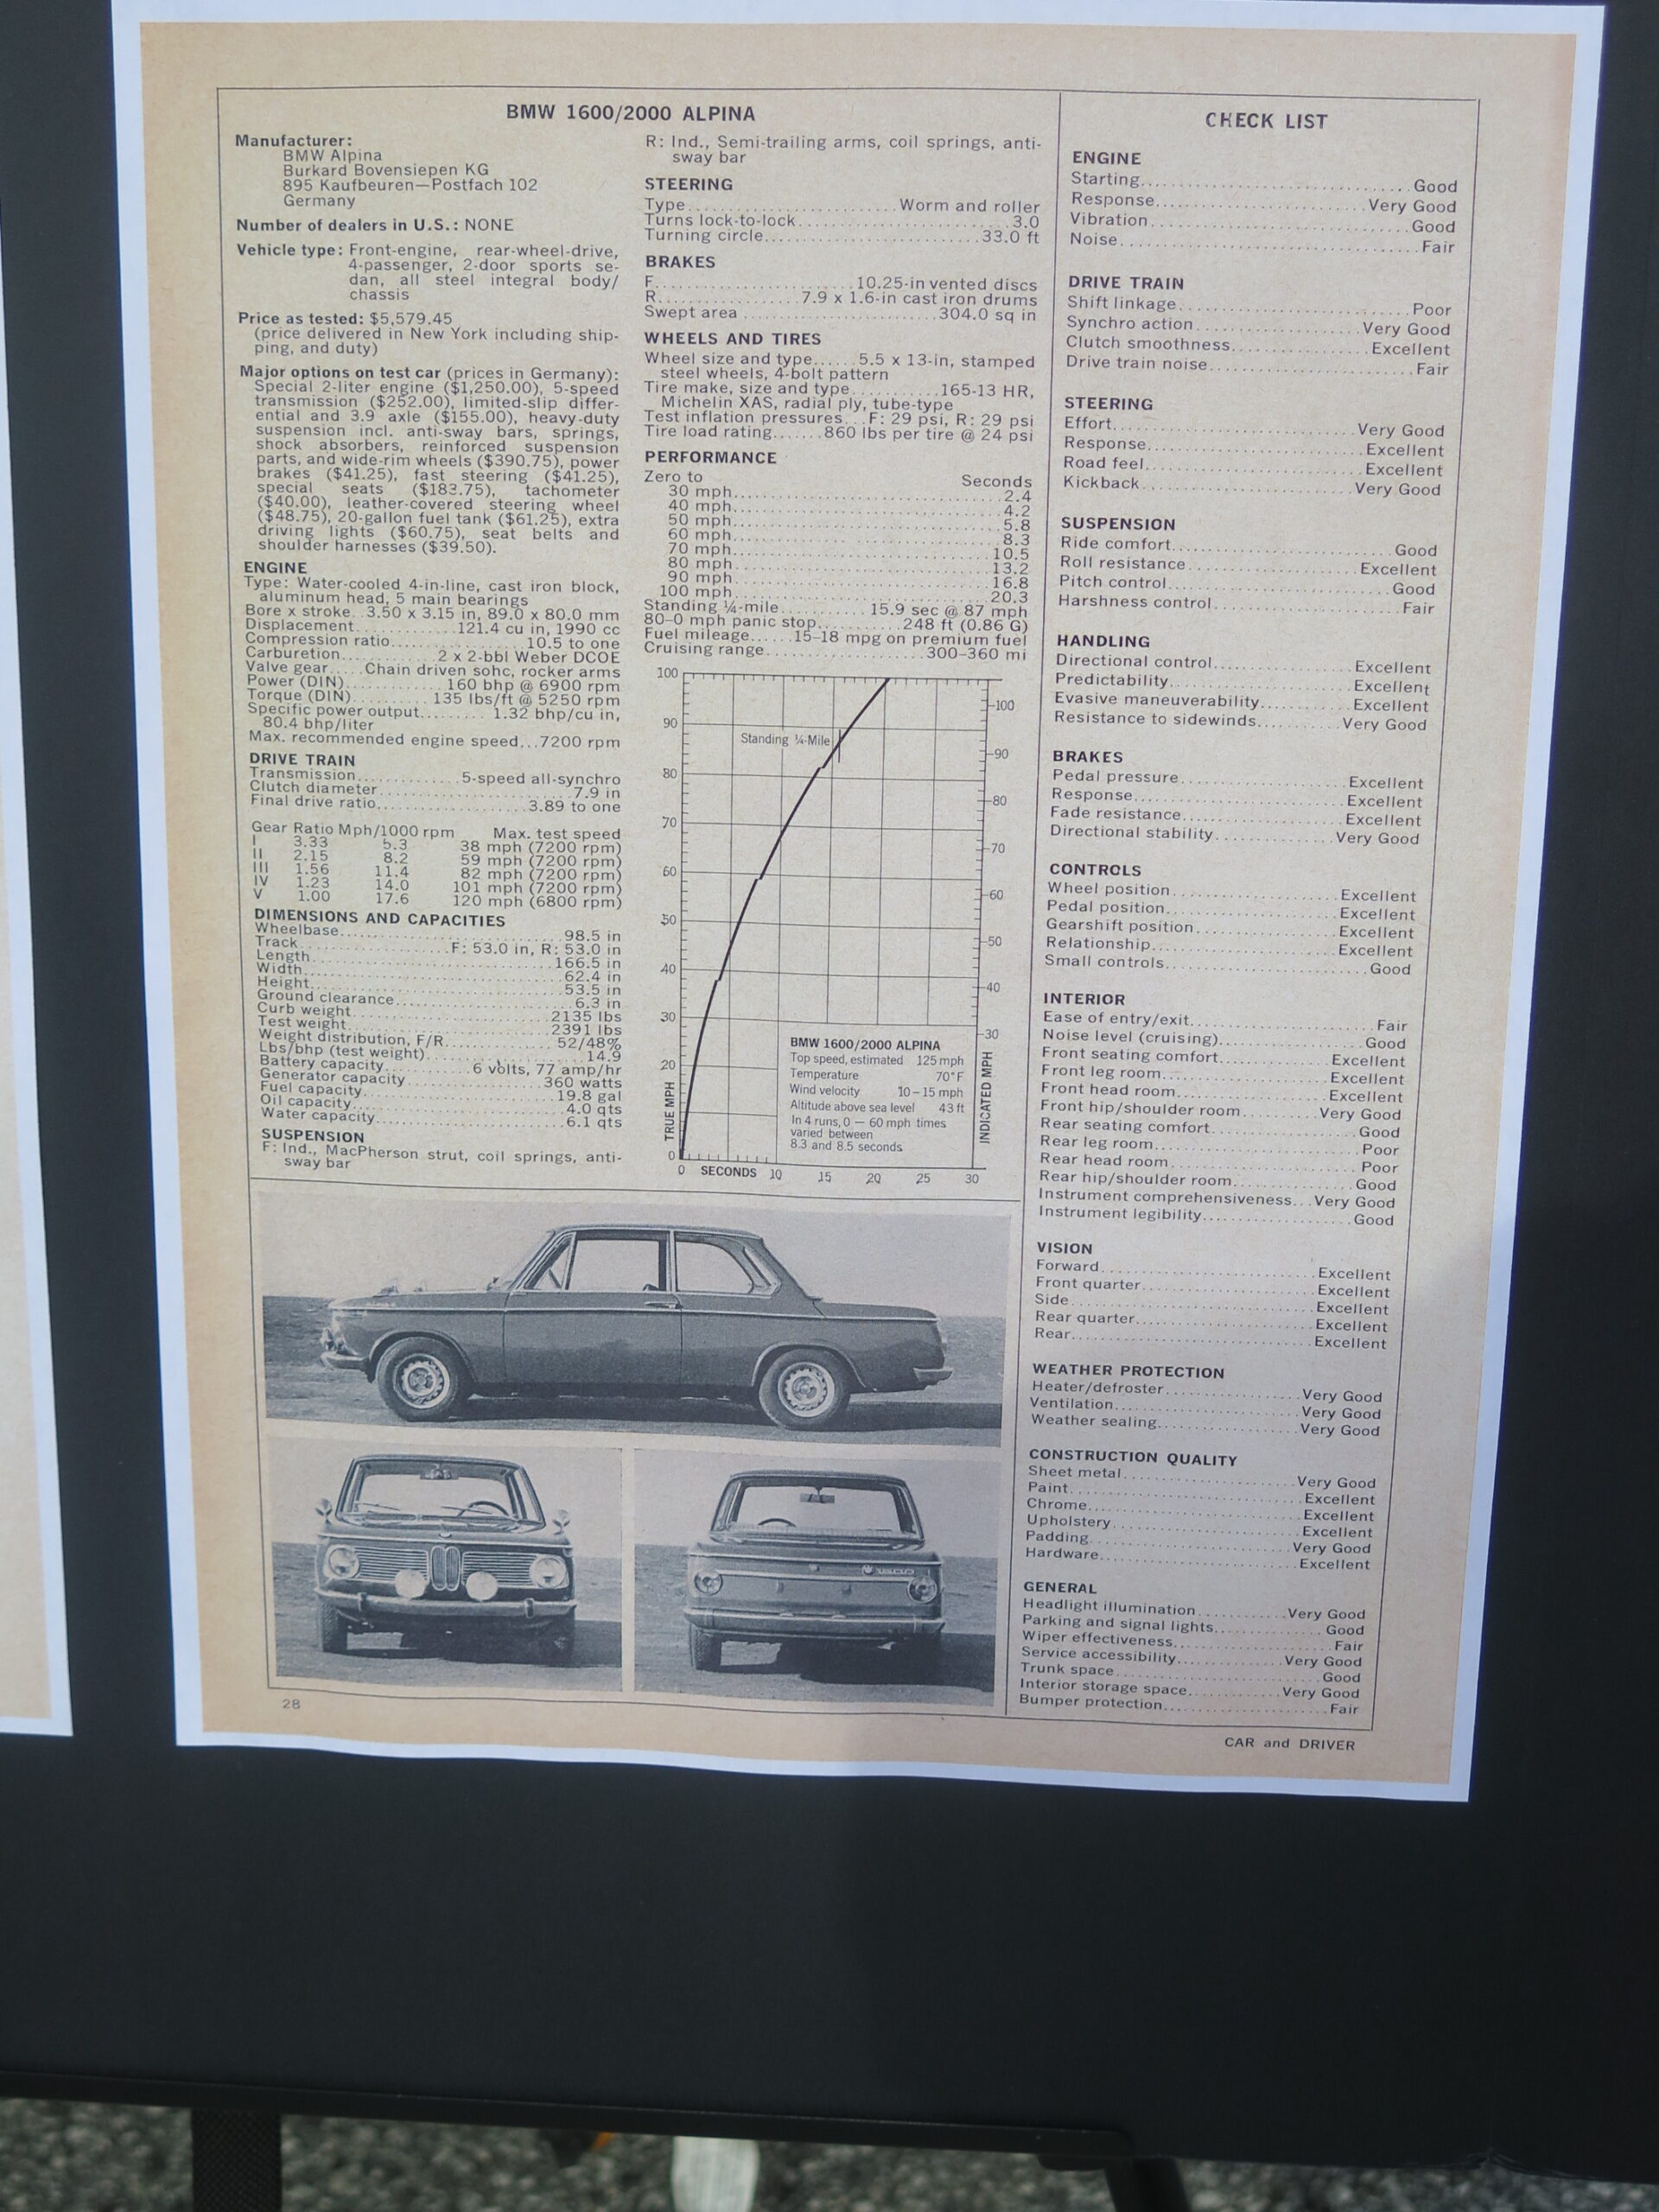 BMW 1600/2000 ALPINA
Manufacturer:
BMW Alpina
Burkard Bovensiepen KG
895 Kaufbeuren—Postfach 102
Germany
Number of dealers in U.S.: NONE
Vehicle type: Front-engine, rear-wheel-drive,
4-passenger, 2-door sports se-
dan, all steel integral body/
chassis
Price as tested: $5,579.45
(price delivered in New York including ship-
ping, and duty)
Major options on test car (prices in Germany):
Special 2-liter engine ($1,250.00), 5-speed
transmission ($252.00), limited-slip differ-
ential and 3.9 axle ($155.00), heavy-duty
suspension incl. anti-sway bars, springs,
shock absorbers, reinforced suspension
parts, and wide-rim wheels ($390.75), power
brakes ($41.25), fast steering ($41.25),
special seats ($183.75), tachometer
($40.00), leather-covered steering wheel
($48.75), 20-gallon fuel tank ($61.25), extra
driving lights ($60.75), seat belts and
shoulder harnesses ($39.50).
ENGINE
Type: Water-cooled 4-in-line, cast iron block,
aluminum head, 5 main bearings
Bore x stroke..3.50 x 3.15 in, 89.0 x 80.0 mm
Displacement..............121.4 cu in, 1990 cc
Compression ratio.................10.5 to one
Carburetion.............2 x 2-bbl Weber DCOE
Valve gear.....Chain driven sohc, rocker arms
Power (DIN)..............160 bhp @ 6900 rpm
Torque (DIN)...........135 lbs/ft @ 5250 rpm
Specific power output.........1.32 bhp/cu in,
80.4 bhp/liter
Max. recommended engine speed...7200 rpm
DRIVE TRAIN
Transmission.............5-speed all-synchro
Clutch diameter.........................7.9 in
Final drive ratio...................3.89 to one
Gear Ratio Mph/1000 rpm Max. test speed
I 3.33 5.3 38 mph (7200 rpm)
II 2.15 8.2 59 mph (7200 rpm)
III 1.56 11.4 82 mph (7200 rpm)
IV 1.23 14.0 101 mph (7200 rpm)
V 1.00 17.6 120 mph (6800 rpm)
DIMENSIONS AND CAPACITIES
Wheelbase............................98.5 in
Track..................F: 53.0 in, R: 53.0 in
Length...............................166.5 in
Width.................................62.4 in
Height................................53.5 in
Ground clearance.......................6.3 in
Curb weight..........................2135 lbs
Test weight..........................2391 lbs
Weight distribution, F/R..............52/48%
Lbs/bhp (test weight)....................14.9
Battery capacity...........6 volts, 77 amp/hr
Generator capacity..................360 watts
Fuel capacity........................19.8 gal
Oil capacity..........................4.0 qts
Water capacity........................6.1 qts
SUSPENSION
F: Ind., MacPherson strut, coil springs, anti-
sway bar
R: Ind., Semi-trailing arms, coil springs, anti-
sway bar
STEERING
Type........................Worm and roller
Turns lock-to-lock........................3.0
Turning circle.........................33.0 ft
BRAKES
F......................10.25-in vented discs
R................7.9 x 1.6-in cast iron drums
Swept area.......................304.0 sq in
WHEELS AND TIRES
Wheel size and type......5.5 x 13-in, stamped
steel wheels, 4-bolt pattern
Tire make, size and type..........165-13 HR,
Michelin XAS, radial ply, tube-type
Test inflation pressures...F: 29 psi, R: 29 psi
Tire load rating......860 lbs per tire @ 24 psi
PERFORMANCE
Zero to Seconds
30 mph................................2.4
40 mph................................4.2
50 mph................................5.8
60 mph................................8.3
70 mph...............................10.5
80 mph...............................13.2
90 mph...............................16.8
100 mph..............................20.3
Standing ¼-mile..........15.9 sec @ 87 mph
80–0 mph panic stop..........248 ft (0.86 G)
Fuel mileage......15–18 mpg on premium fuel
Cruising range...................300–360 mi
100
90
80
70
60
50
40
30
20
0
TRUE MPH
Standing ¼-Mile
100
90
80
70
60
50
40
30
INDICATED MPH
BMW 1600/2000 ALPINA
Top speed, estimated 125 mph
Temperature 70°F
Wind velocity 10–15 mph
Altitude above sea level 43 ft
In 4 runs, 0 — 60 mph times
varied between
8.3 and 8.5 seconds
0 SECONDS 10 15 20 25 30
CHECK LIST
ENGINE
Starting..............................Good
Response.........................Very Good
Vibration.............................Good
Noise.................................Fair
DRIVE TRAIN
Shift linkage.........................Poor
Synchro action...................Very Good
Clutch smoothness................Excellent
Drive train noise.....................Fair
STEERING
Effort...........................Very Good
Response.........................Excellent
Road feel........................Excellent
Kickback.........................Very Good
SUSPENSION
Ride comfort..........................Good
Roll resistance..................Excellent
Pitch control.........................Good
Harshness control.....................Fair
HANDLING
Directional control..............Excellent
Predictability...................Excellent
Evasive maneuverability..........Excellent
Resistance to sidewinds..........Very Good
BRAKES
Pedal pressure...................Excellent
Response.........................Excellent
Fade resistance..................Excellent
Directional stability............Very Good
CONTROLS
Wheel position...................Excellent
Pedal position...................Excellent
Gearshift position...............Excellent
Relationship.....................Excellent
Small controls........................Good
INTERIOR
Ease of entry/exit....................Fair
Noise level (cruising)................Good
Front seating comfort............Excellent
Front leg room...................Excellent
Front head room..................Excellent
Front hip/shoulder room..........Very Good
Rear seating comfort..................Good
Rear leg room.........................Poor
Rear head room........................Poor
Rear hip/shoulder room................Good
Instrument comprehensiveness...Very Good
Instrument legibility.................Good
VISION
Forward..........................Excellent
Front quarter....................Excellent
Side.............................Excellent
Rear quarter.....................Excellent
Rear.............................Excellent
WEATHER PROTECTION
Heater/defroster.................Very Good
Ventilation......................Very Good
Weather sealing..................Very Good
CONSTRUCTION QUALITY
Sheet metal......................Very Good
Paint............................Excellent
Chrome...........................Excellent
Upholstery.......................Excellent
Padding..........................Very Good
Hardware.........................Excellent
GENERAL
Headlight illumination...........Very Good
Parking and signal lights.............Good
Wiper effectiveness...................Fair
Service accessibility............Very Good
Trunk space...........................Good
Interior storage space...........Very Good
Bumper protection.....................Fair
1600
28
CAR and DRIVER